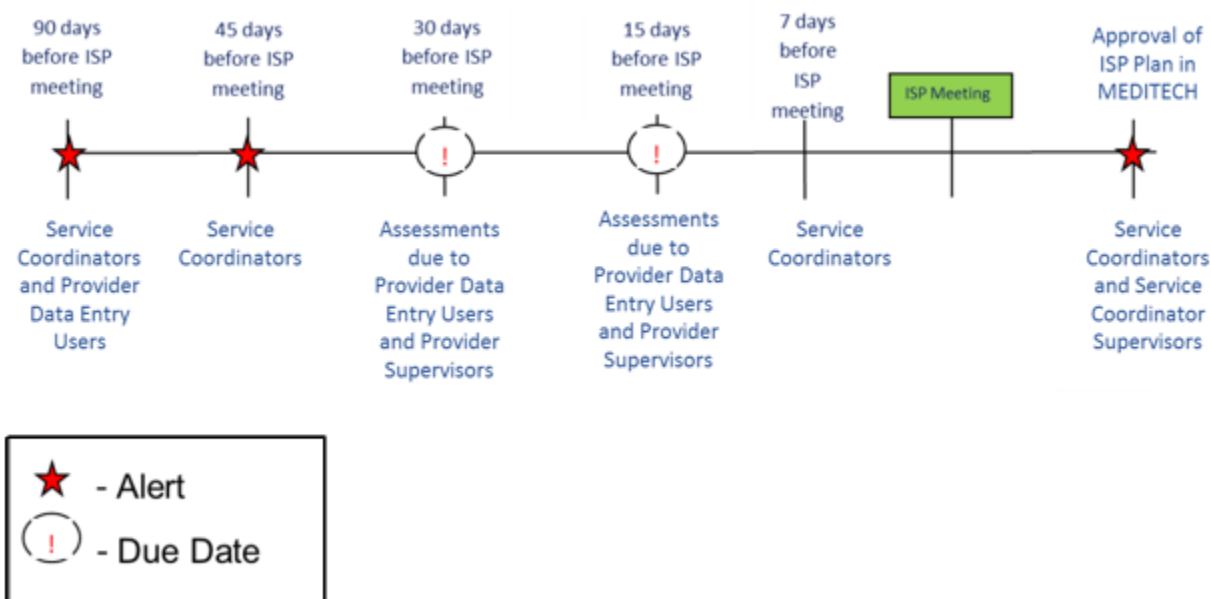 90 days
before ISP
meeting
45 days
before ISP
meeting
30 days
before ISP
meeting
15 days
before ISP
meeting
7 days
before
ISP
meeting
ISP Meeting
Approval of
ISP Plan in
MEDITECH
!
!
Service
Coordinators
and Provider
Data Entry
Users
Service
Coordinators
Assessments
due to
Provider Data
Entry Users
and Provider
Supervisors
Assessments
due to
Provider Data
Entry Users
and Provider
Supervisors
Service
Coordinators
Service
Coordinators
and Service
Coordinator
Supervisors
- Alert
! - Due Date